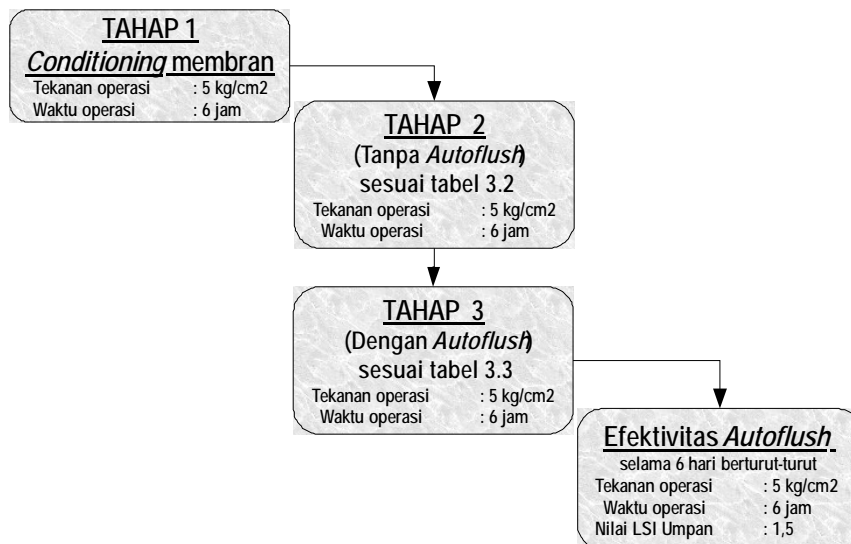 TAHAP 1
Conditioning membran
Tekanan operasi : 5 kg/cm2
Waktu operasi : 6 jam
TAHAP 2
(Tanpa Autoflush)
sesuai tabel 3.2
Tekanan operasi : 5 kg/cm2
Waktu operasi : 6 jam
TAHAP 3
(Dengan Autoflush)
sesuai tabel 3.3
Tekanan operasi : 5 kg/cm2
Waktu operasi : 6 jam
Efektivitas Autoflush
selama 6 hari berturut-turut
Tekanan operasi : 5 kg/cm2
Waktu operasi : 6 jam
Nilai LSI Umpan : 1,5